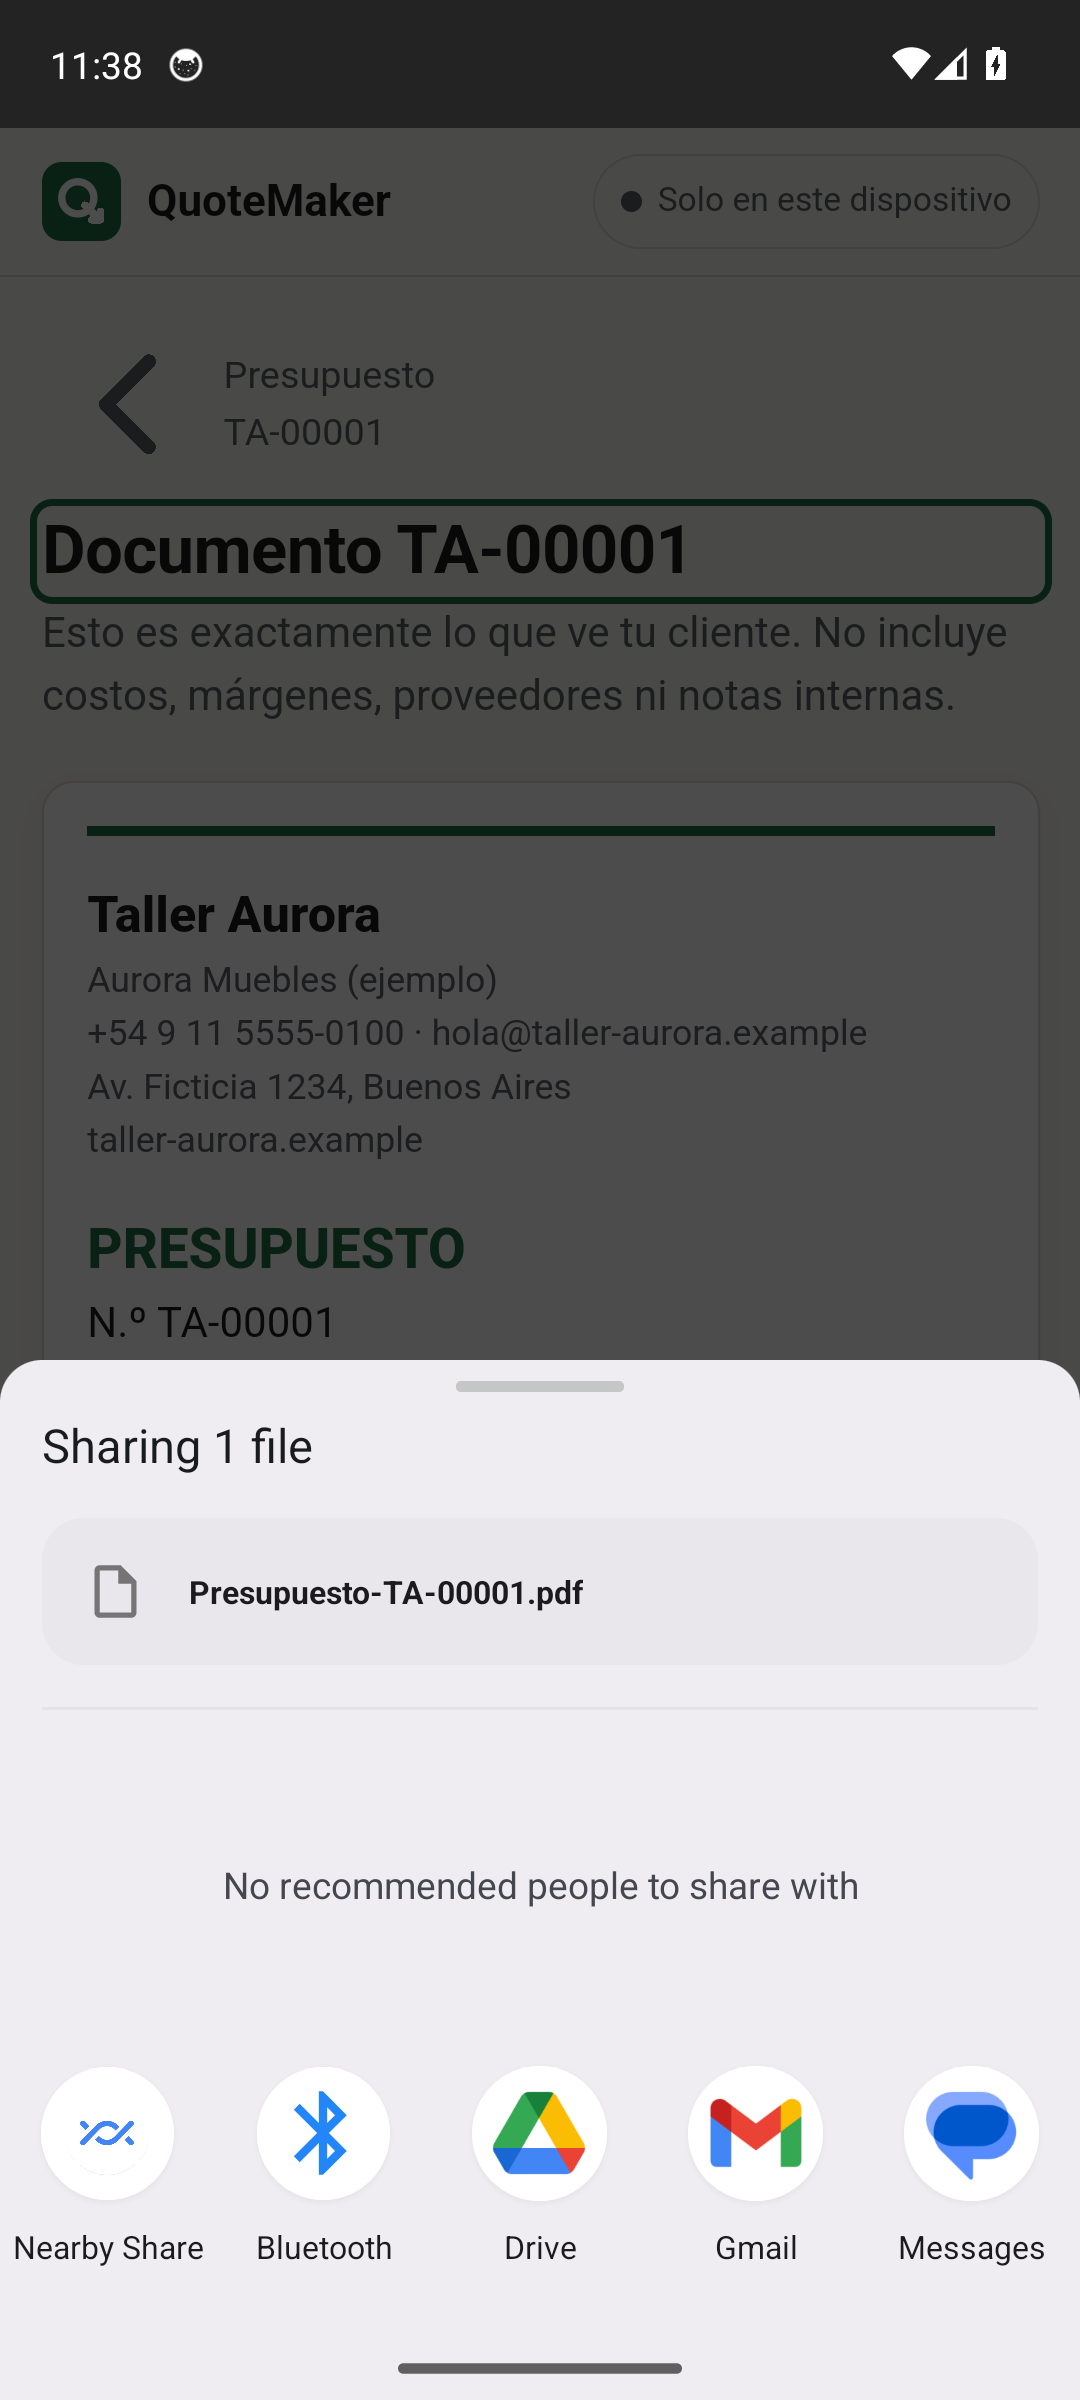 11:38
QuoteMaker
Solo en este dispositivo
Presupuesto
TA-00001
Documento TA-00001
Esto es exactamente lo que ve tu cliente. No incluye
costos, márgenes, proveedores ni notas internas.
Taller Aurora
Aurora Muebles (ejemplo)
+54 9 11 5555-0100 · hola@taller-aurora.example
Av. Ficticia 1234, Buenos Aires
taller-aurora.example
PRESUPUESTO
N.º TA-00001
Sharing 1 file
Presupuesto-TA-00001.pdf
No recommended people to share with
Nearby Share
Bluetooth
Drive
Gmail
Messages